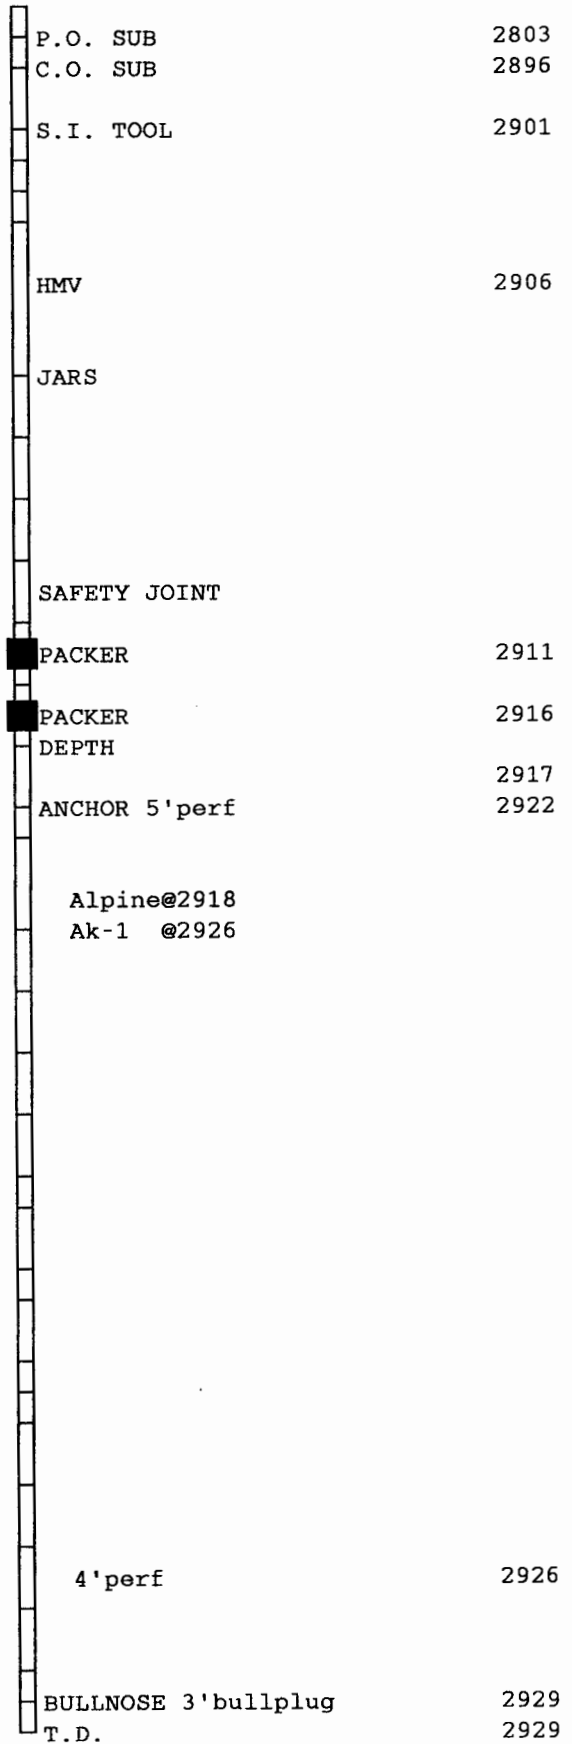 P.O. SUB 2803
C.O. SUB 2896
S.I. TOOL 2901
HMV 2906
JARS
SAFETY JOINT
PACKER 2911
PACKER 2916
DEPTH
2917
ANCHOR 5'perf 2922
Alpine@2918
Ak-1 @2926
4'perf 2926
BULLNOSE 3'bullplug 2929
T.D. 2929